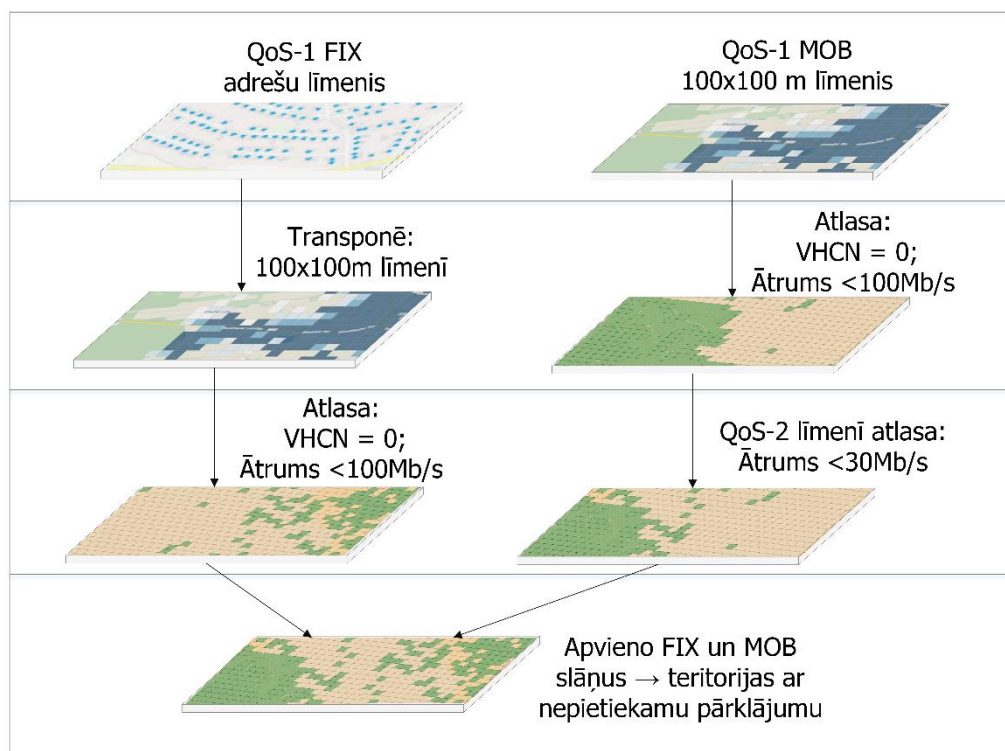 QoS-1 FIX
adrešu līmenis
QoS-1 MOB
100x100 m līmenis
Transponē:
100x100m līmenī
Atlasa:
VHCN = 0;
Ātrums <100Mb/s
Atlasa:
VHCN = 0;
Ātrums <100Mb/s
QoS-2 līmenī atlasa:
Ātrums <30Mb/s
Apvieno FIX un MOB
slāņus → teritorijas ar
nepietiekamu pārklājumu